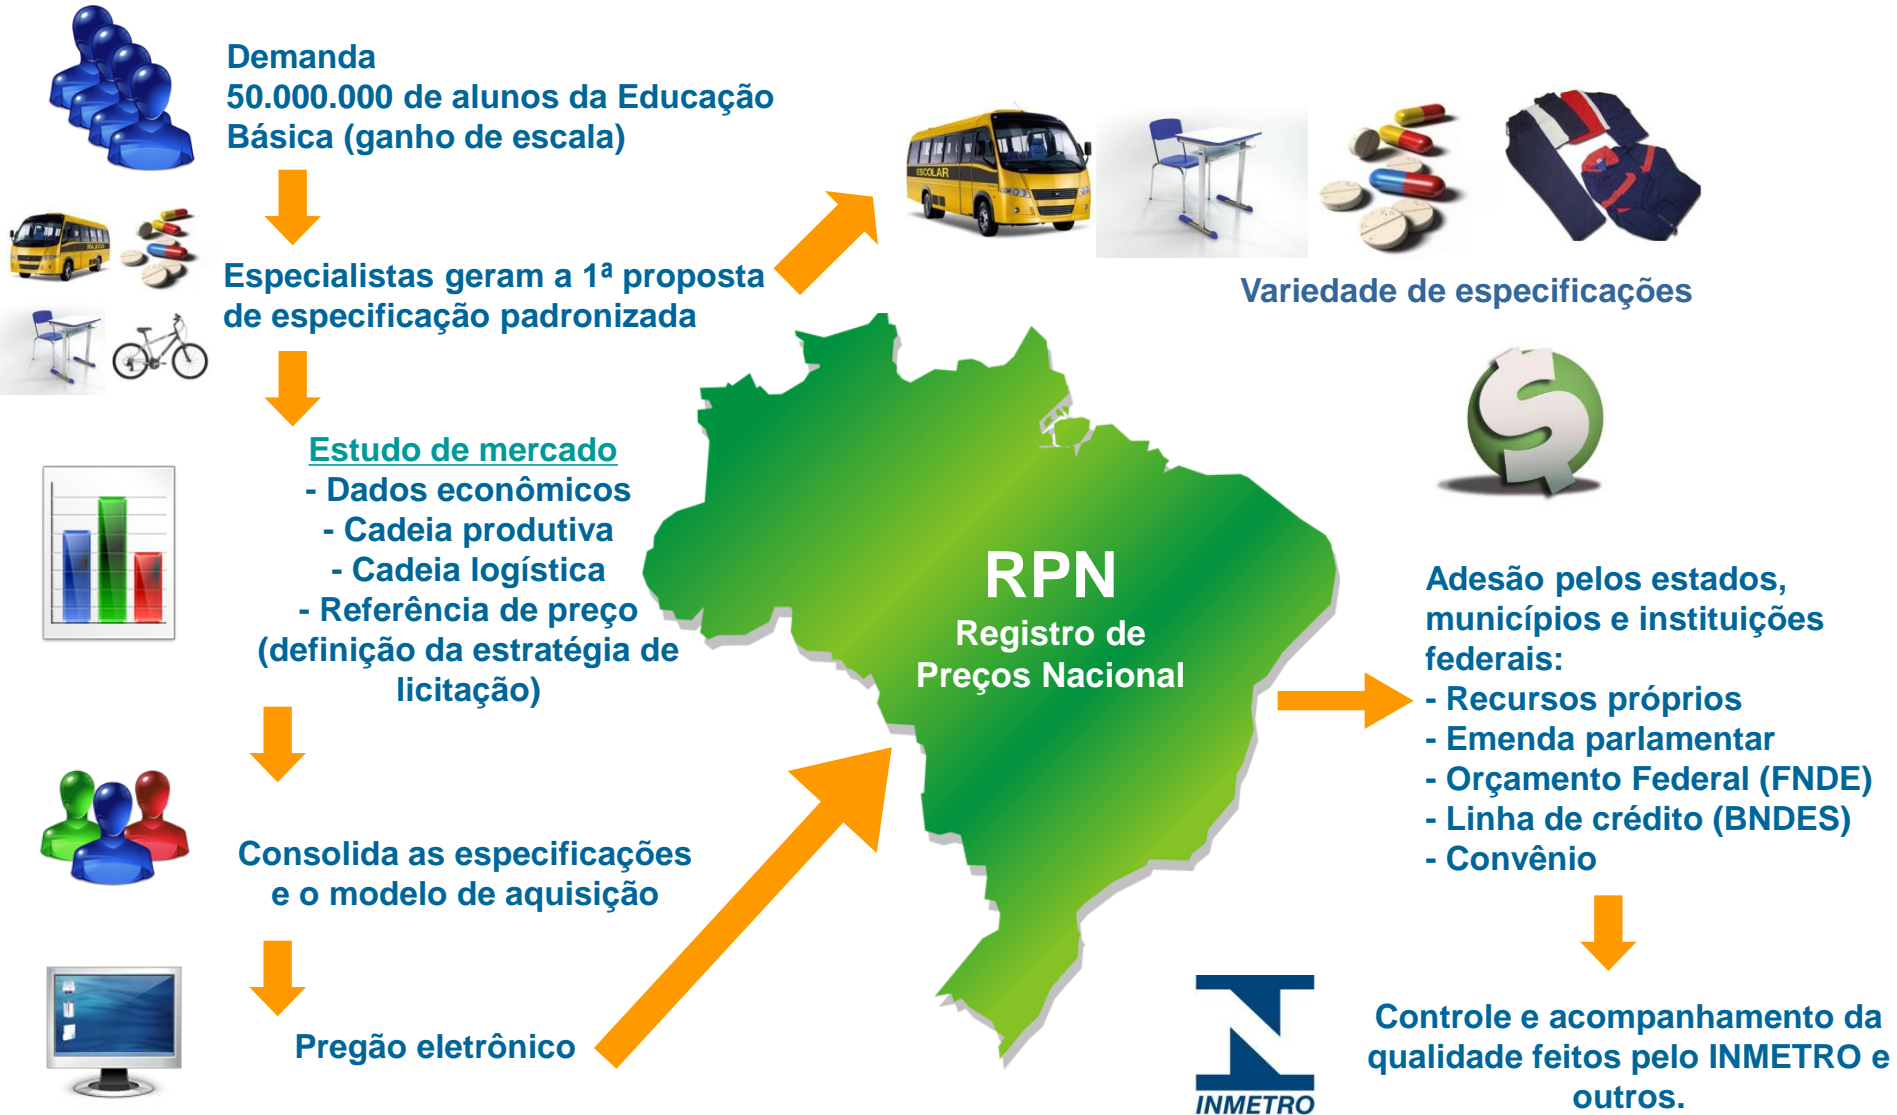 Demanda
50.000.000 de alunos da Educação
Básica (ganho de escala)
Especialistas geram a 1ª proposta
de especificação padronizada
Estudo de mercado
- Dados econômicos
- Cadeia produtiva
- Cadeia logística
- Referência de preço
(definição da estratégia de
licitação)
Consolida as especificações
e o modelo de aquisição
Pregão eletrônico
ESCOLAR
Variedade de especificações
RPN
Registro de
Preços Nacional
$
Adesão pelos estados,
municípios e instituições
federais:
- Recursos próprios
- Emenda parlamentar
- Orçamento Federal (FNDE)
- Linha de crédito (BNDES)
- Convênio
INMETRO
Controle e acompanhamento da
qualidade feitos pelo INMETRO e
outros.